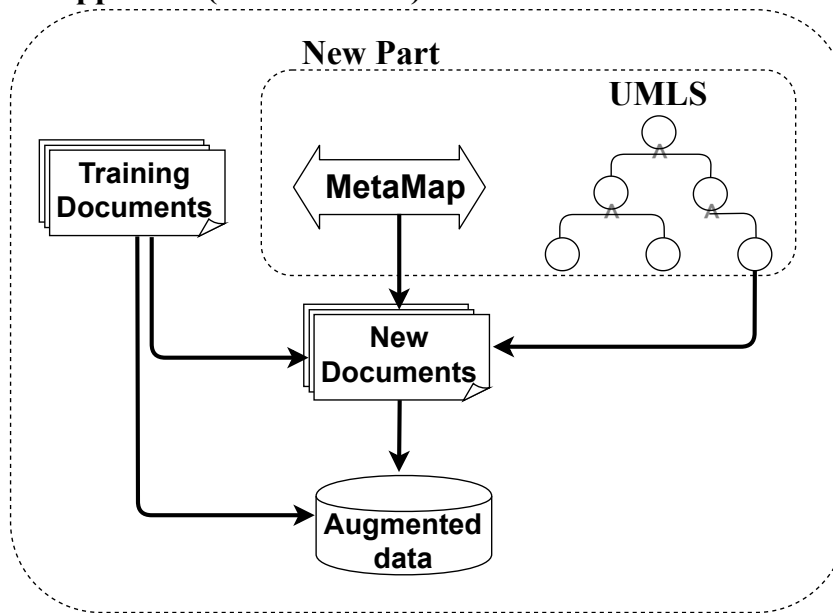 New Part
UMLS
Training
Documents
MetaMap
A
A
A
New
Documents
Augmented
data